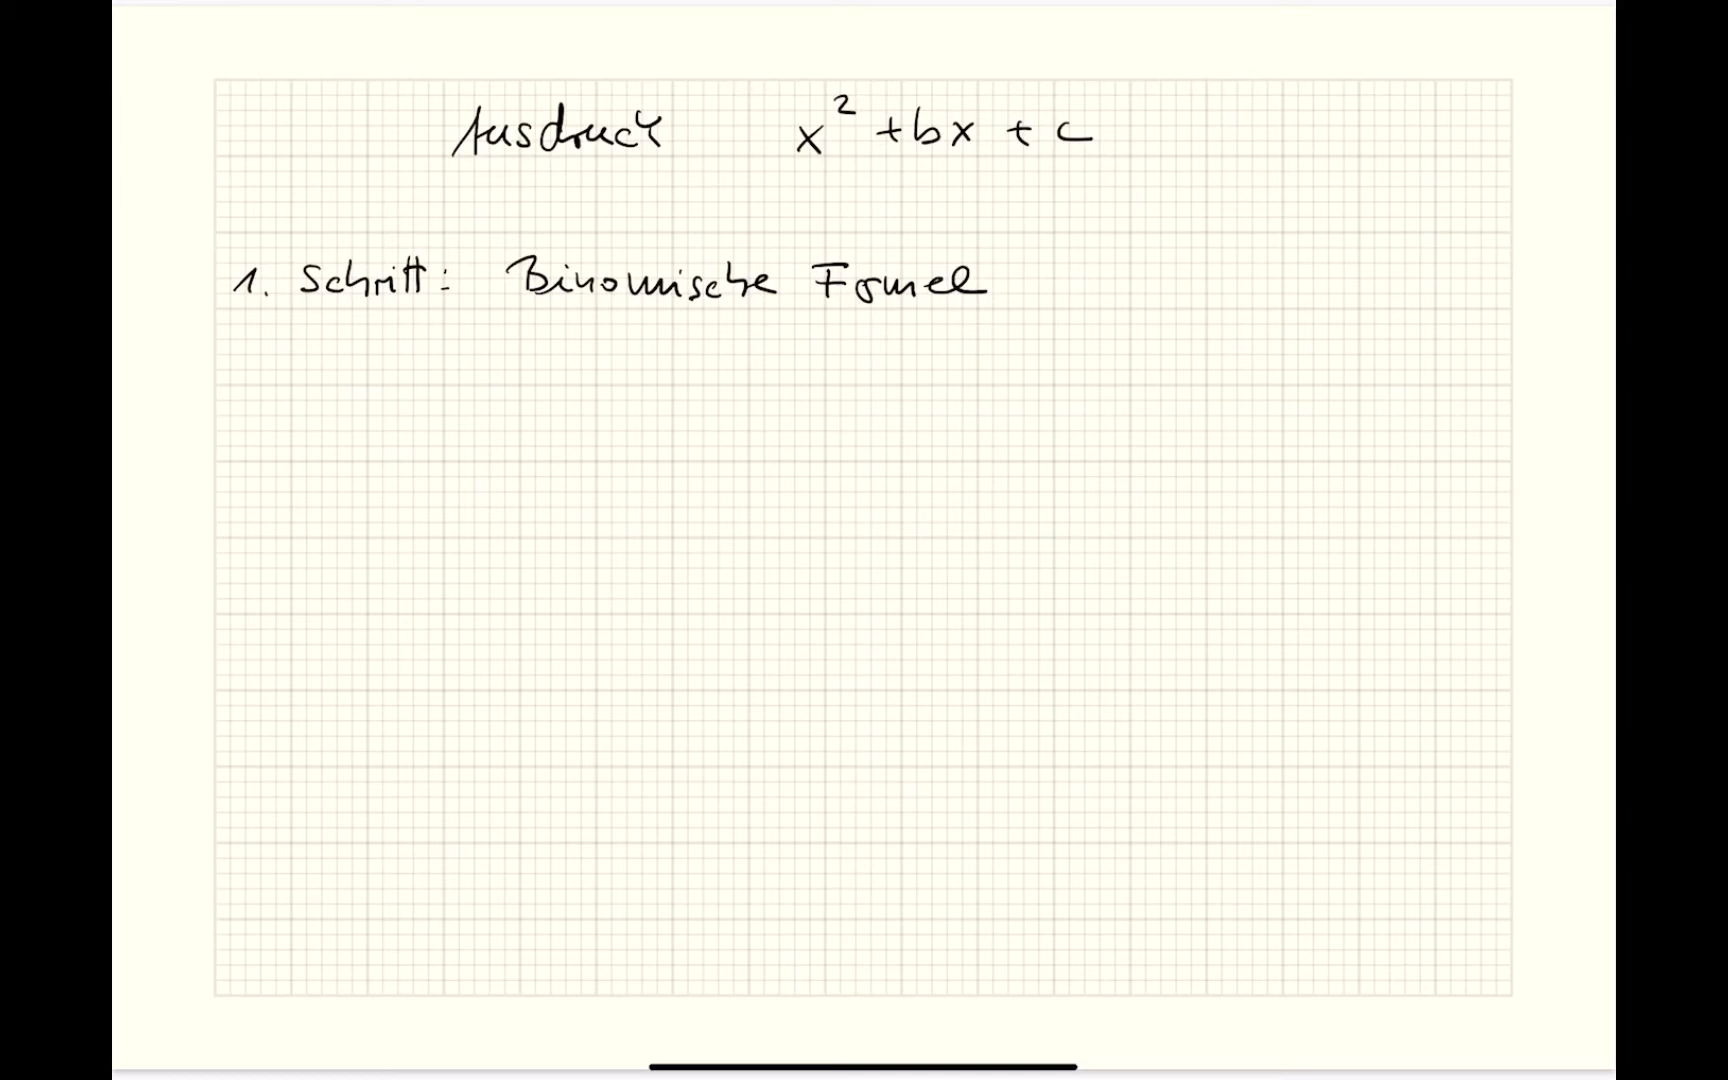 Ausdruck x² + bx + c
1. Schritt: Binomische Formel